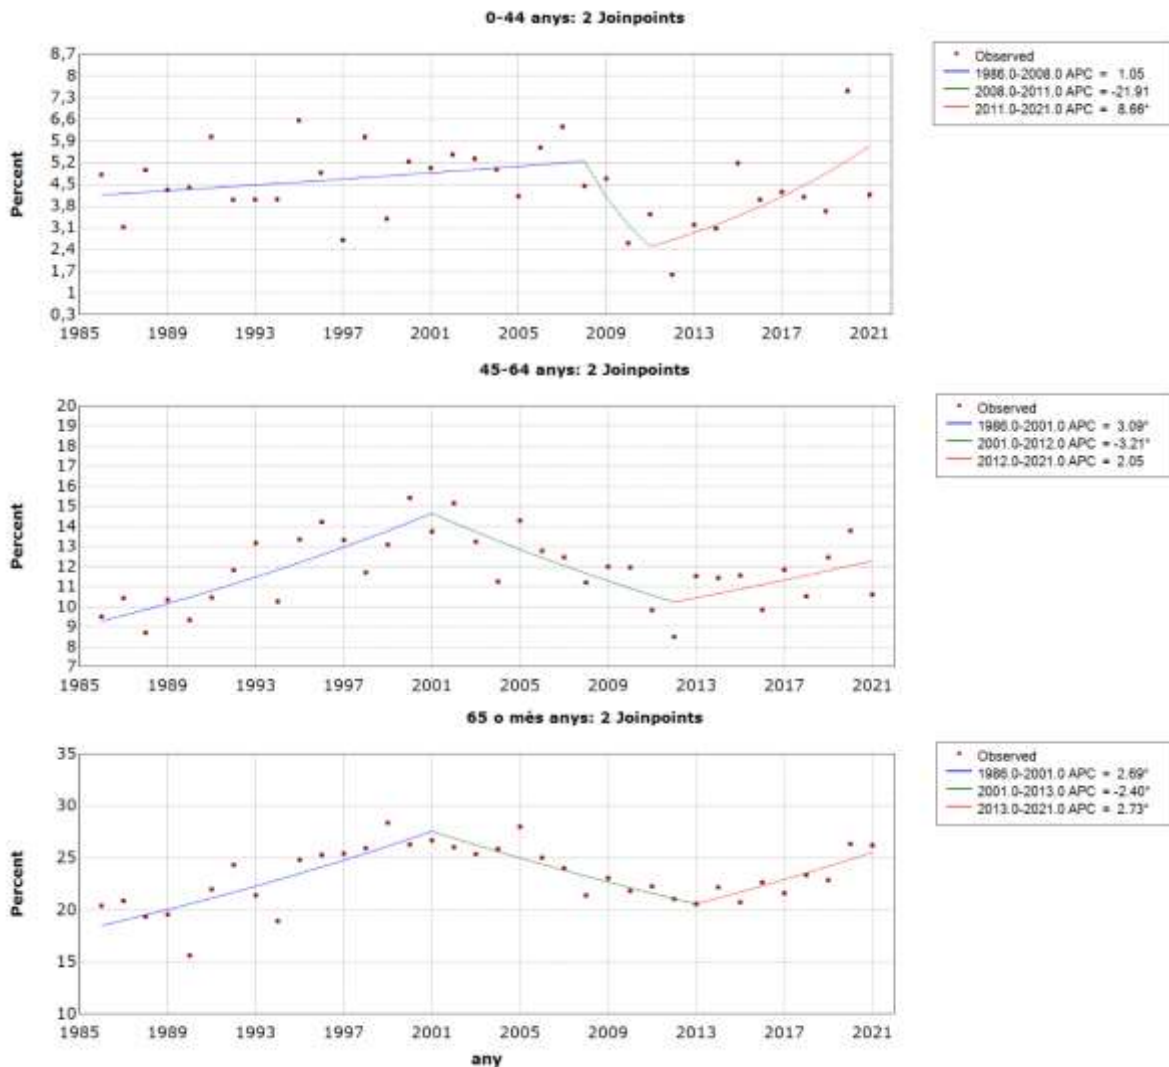 0-44 anys: 2 Joinpoints
8,7
8
7,3
6,6
5,9
5,2
4,5
3,8
3,1
2,4
1,7
1
0,3
Percent
1985 1989 1993 1997 2001 2005 2009 2013 2017 2021
Observed
1986.0-2008.0 APC = 1.05
2008.0-2011.0 APC = -21.91
2011.0-2021.0 APC = 8.66*
45-64 anys: 2 Joinpoints
20
19
18
17
16
15
14
13
12
11
10
9
8
7
Percent
1985 1989 1993 1997 2001 2005 2009 2013 2017 2021
Observed
1986.0-2001.0 APC = 3.09*
2001.0-2012.0 APC = -3.21*
2012.0-2021.0 APC = 2.05
65 o més anys: 2 Joinpoints
35
30
25
20
15
10
Percent
1985 1989 1993 1997 2001 2005 2009 2013 2017 2021
any
Observed
1986.0-2001.0 APC = 2.69*
2001.0-2013.0 APC = -2.40*
2013.0-2021.0 APC = 2.73*